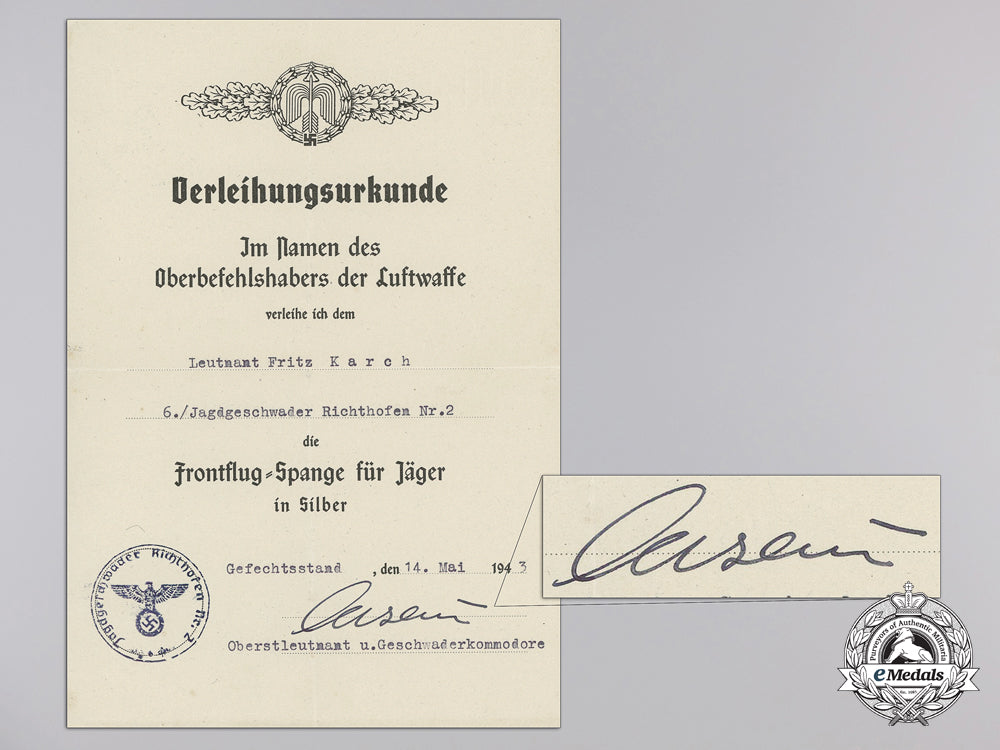 Verleihungsurkunde
Im Namen des
Oberbefehlshabers der Luftwaffe
verleihe ich dem
Leutnant Fritz K a r c h
6./Jagdgeschwader Richthofen Nr.2
die
Frontflug-Spange für Jäger
in Silber
Gefechtsstand , den 14. Mai 1943
Oberstleutnant u.Geschwaderkommodore
Jagdgeschwader Richthofen Nr. 2
Purveyors of Authentic Militaria
eMedals